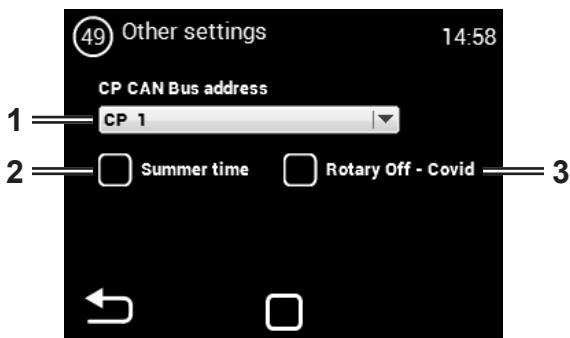 49 Other settings 14:58
CP CAN Bus address
1 CP 1
2 Summer time Rotary Off - Covid 3